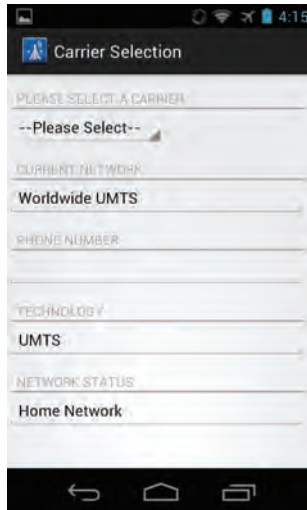 4:15
Carrier Selection
PLEASE SELECT A CARRIER
--Please Select--
CURRENT NETWORK
Worldwide UMTS
PHONE NUMBER
TECHNOLOGY
UMTS
NETWORK STATUS
Home Network